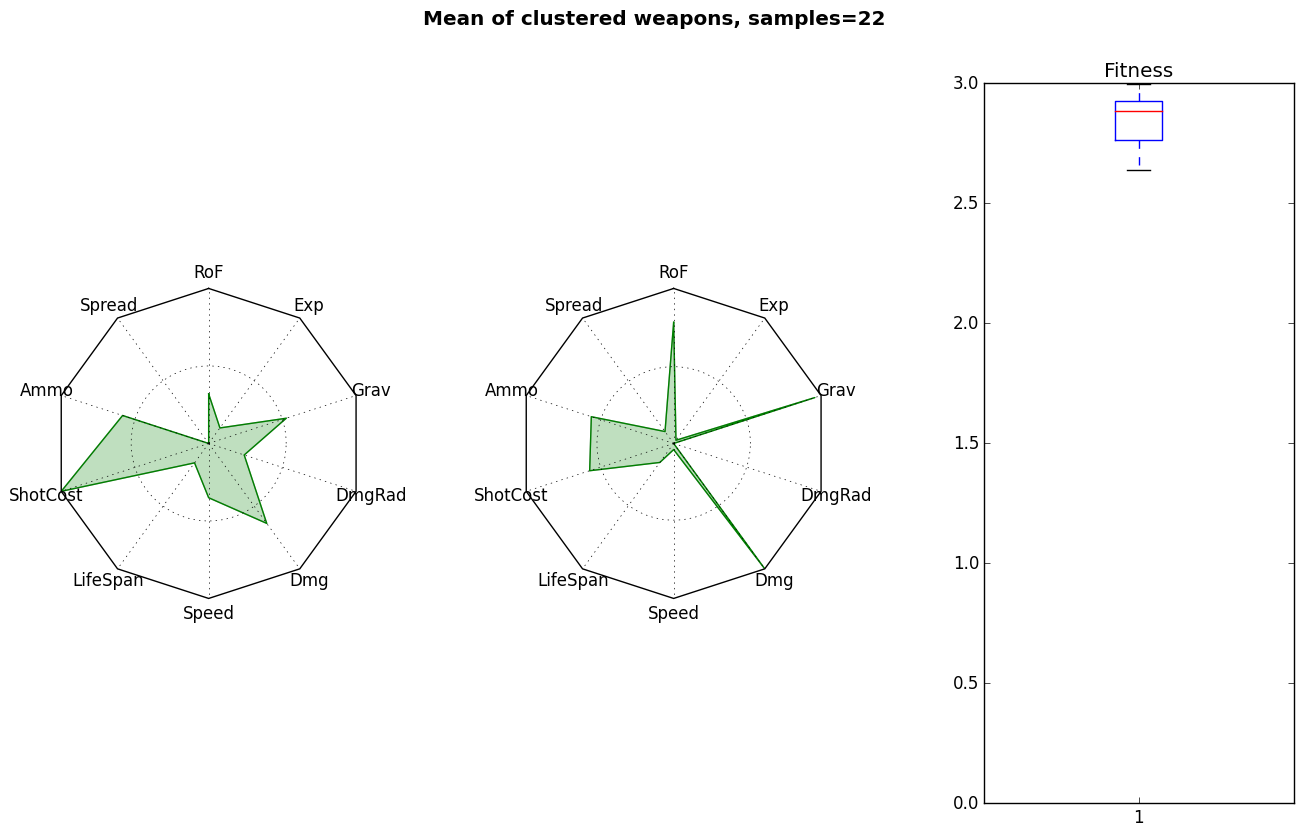 Mean of clustered weapons, samples=22
RoF
Spread
Exp
Ammo
Grav
ShotCost
DmgRad
LifeSpan
Dmg
Speed
RoF
Spread
Exp
Ammo
Grav
ShotCost
DmgRad
LifeSpan
Dmg
Speed
Fitness
3.0
2.5
2.0
1.5
1.0
0.5
0.0
1